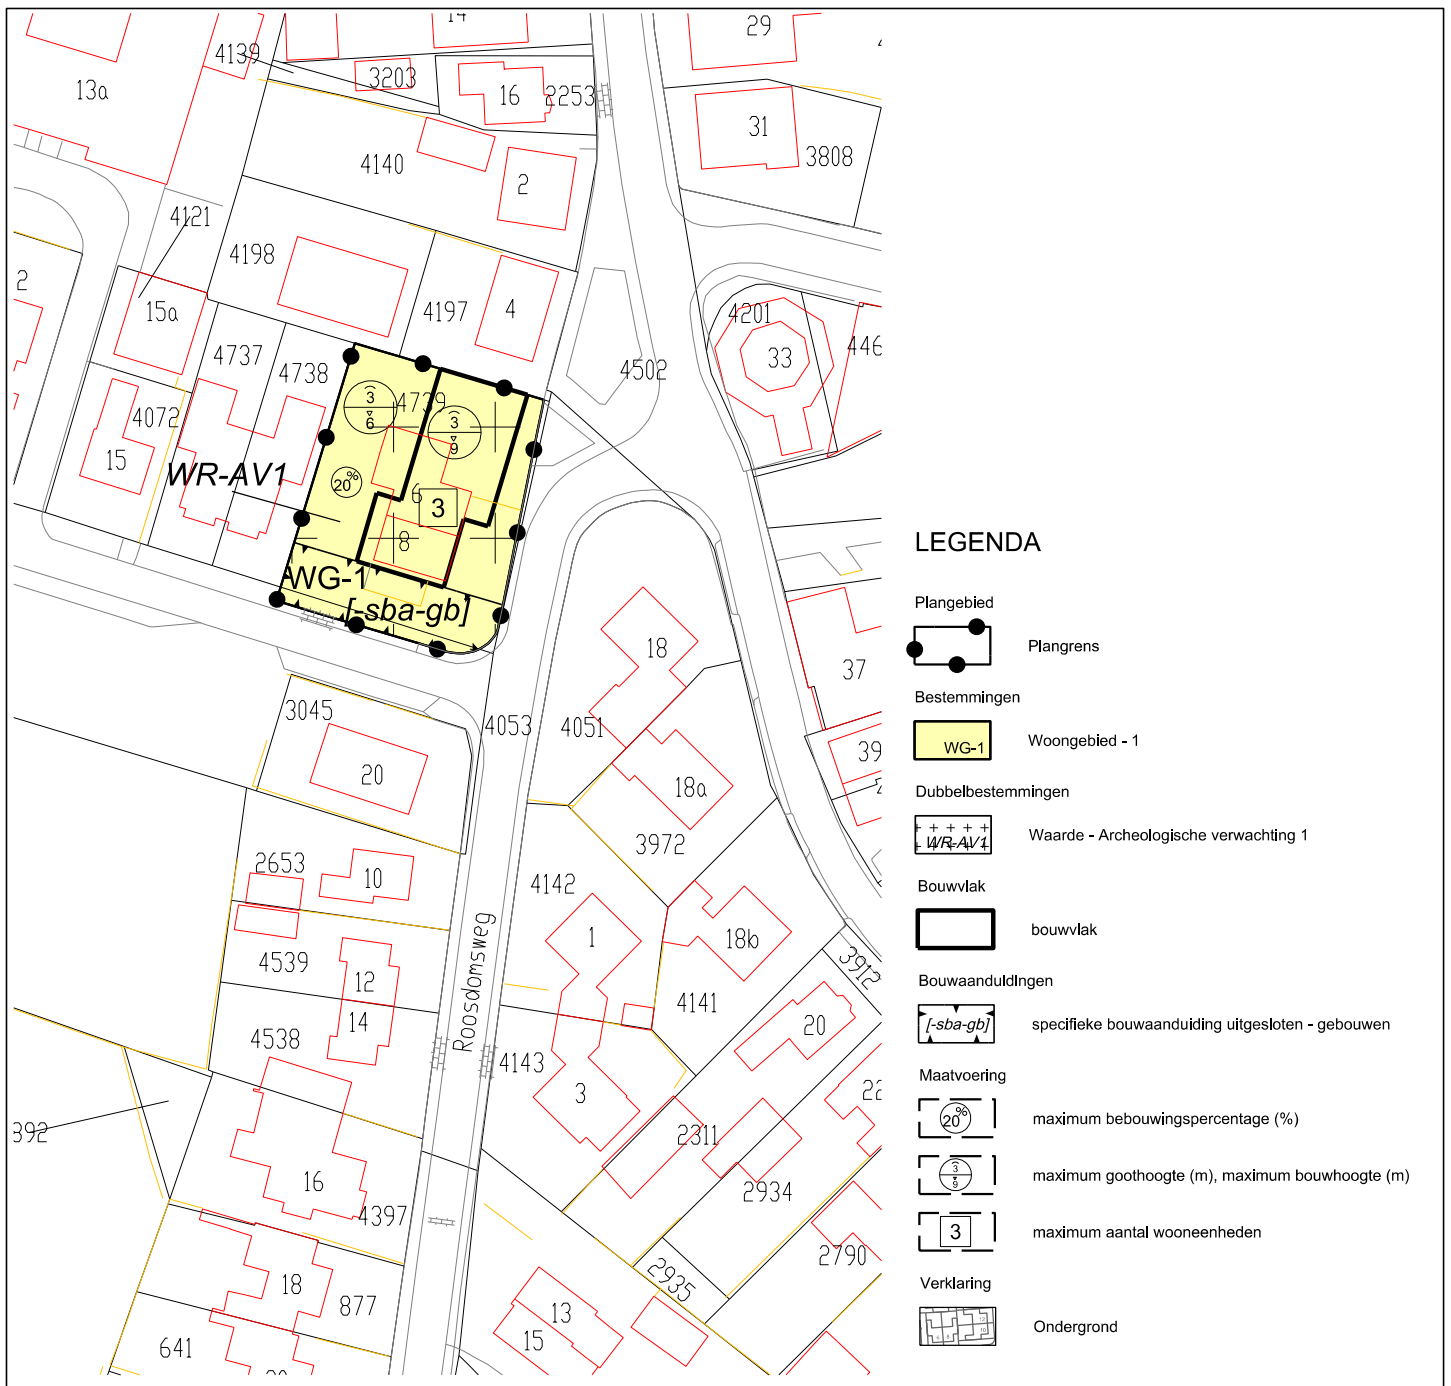 14
29
4139
3203
13a
16
2253
31
3808
4140
2
4121
4198
2
15a
4197
4
4201
33
446
4737
4738
4502
3
6
4739
3
9
4072
15
WR-AV1
20%
6
3
8
WG-1
[-sba-gb]
18
37
3045
4053
4051
20
39
18a
3972
2653
10
4142
1
18b
3912
4539
12
4141
Roosdomsweg
14
20
4538
4143
3
22
392
2311
16
2934
4397
2790
2935
18
877
13
15
641
20
LEGENDA
Plangebied
Plangrens
Bestemmingen
WG-1
Woongebied - 1
Dubbelbestemmingen
WR-AV1
Waarde - Archeologische verwachting 1
Bouwvlak
bouwvlak
Bouwaanduidingen
[-sba-gb]
specifieke bouwaanduiding uitgesloten - gebouwen
Maatvoering
20%
maximum bebouwingspercentage (%)
3
9
maximum goothoogte (m), maximum bouwhoogte (m)
3
maximum aantal wooneenheden
Verklaring
Ondergrond